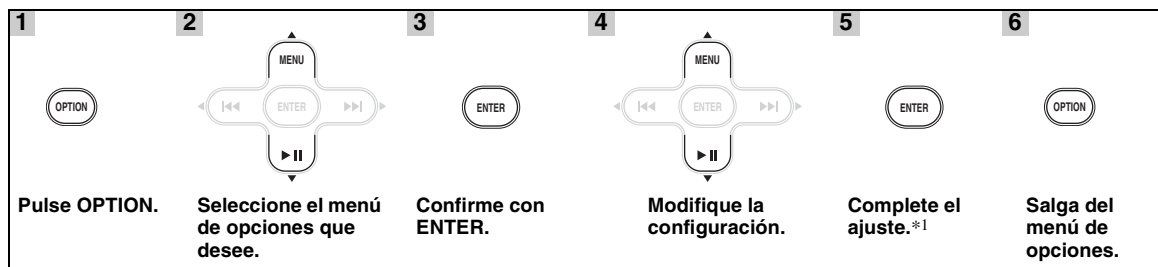 1 2 3 4 5 6
MENU MENU
OPTION ENTER ENTER ENTER ENTER OPTION
Pulse OPTION. Seleccione el menú Confirme con Modifique la Complete el Salga del
de opciones que ENTER. configuración. ajuste.*1 menú de
desee. opciones.